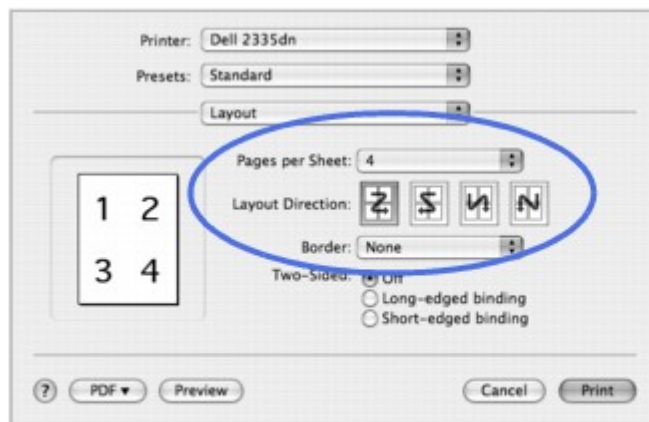 Printer: Dell 2335dn
Presets: Standard
Layout
Pages per Sheet: 4
Layout Direction:
Border: None
1 2
3 4
Two-Sided: Off
Long-edged binding
Short-edged binding
? PDF Preview Cancel Print